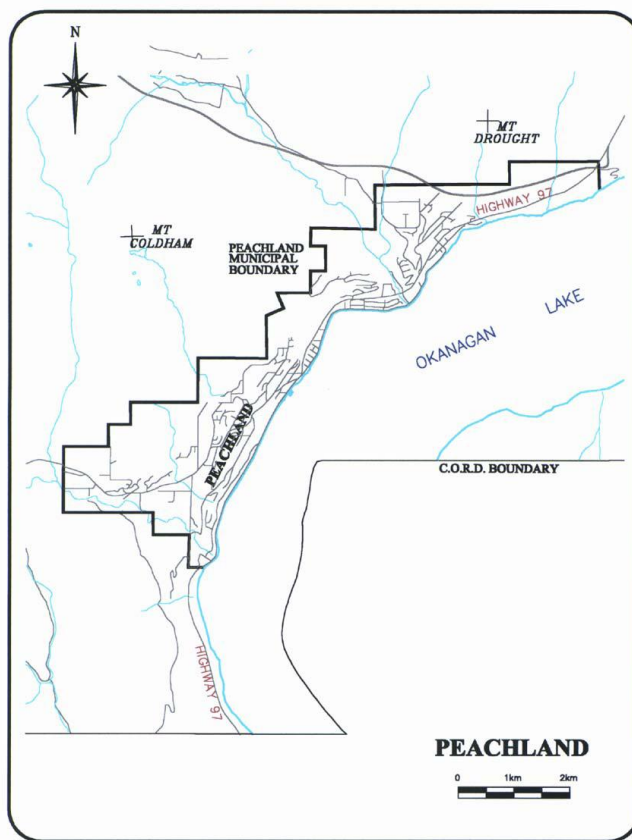 N
MT
DROUGHT
HIGHWAY 97
MT
COLDHAM
PEACHLAND
MUNICIPAL
BOUNDARY
OKANAGAN LAKE
PEACHLAND
C.O.R.D. BOUNDARY
HIGHWAY 97
PEACHLAND
0 1km 2km